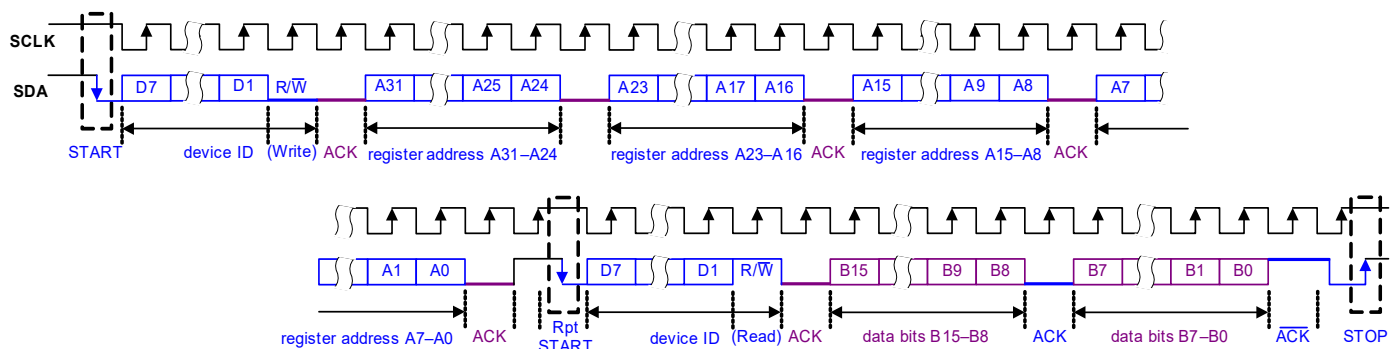 SCLK
SDA D7 D1 R/W̅ A31 A25 A24 A23 A17 A16 A15 A9 A8 A7
START device ID (Write) ACK register address A31–A24 register address A23–A16 ACK register address A15–A8 ACK
A1 A0 D7 D1 R/W̅ B15 B9 B8 B7 B1 B0
register address A7–A0 ACK Rpt START device ID (Read) ACK data bits B15–B8 ACK data bits B7–B0 A̅C̅K̅ STOP